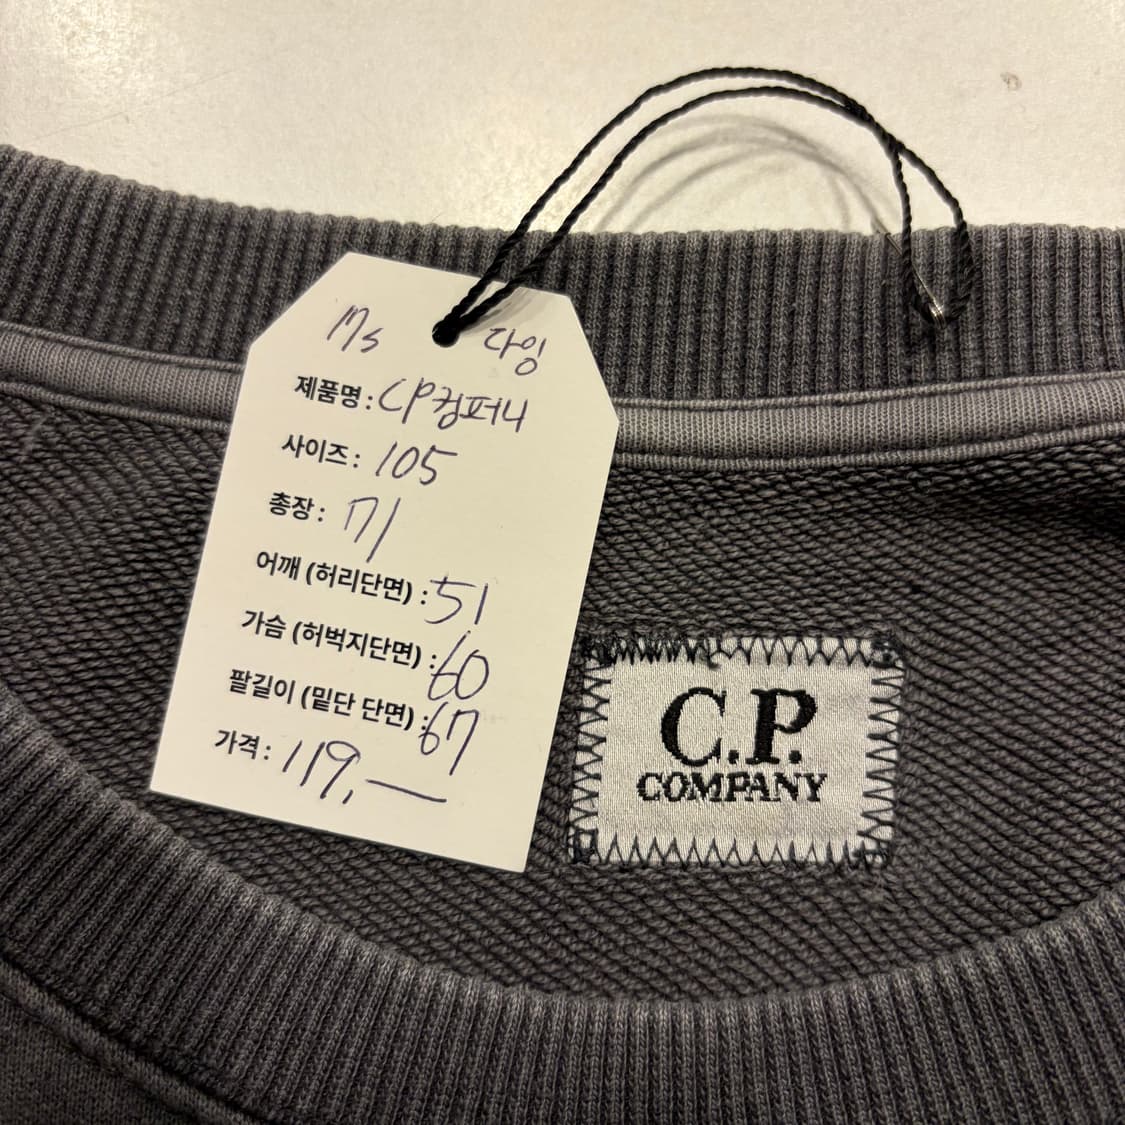 Ms 다잉
제품명 : CP컴퍼니
사이즈 : 105
총장 : 71
어깨 (허리단면) : 51
가슴 (허벅지단면) : 60
팔길이 (밑단 단면) : 67
가격 : 119,—
C.P.
COMPANY